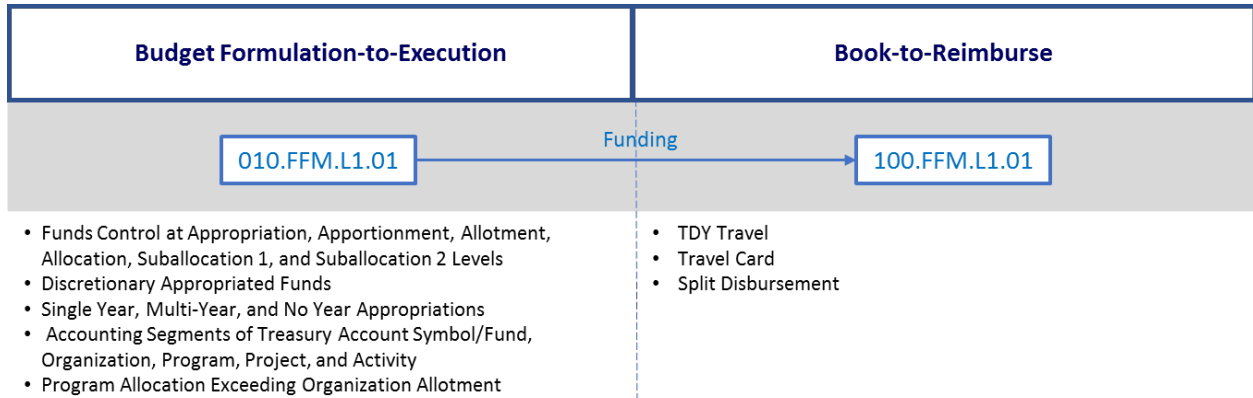 Budget Formulation-to-Execution
Book-to-Reimburse
Funding
010.FFM.L1.01
100.FFM.L1.01
• Funds Control at Appropriation, Apportionment, Allotment,
Allocation, Suballocation 1, and Suballocation 2 Levels
• Discretionary Appropriated Funds
• Single Year, Multi-Year, and No Year Appropriations
• Accounting Segments of Treasury Account Symbol/Fund,
Organization, Program, Project, and Activity
• Program Allocation Exceeding Organization Allotment
• TDY Travel
• Travel Card
• Split Disbursement